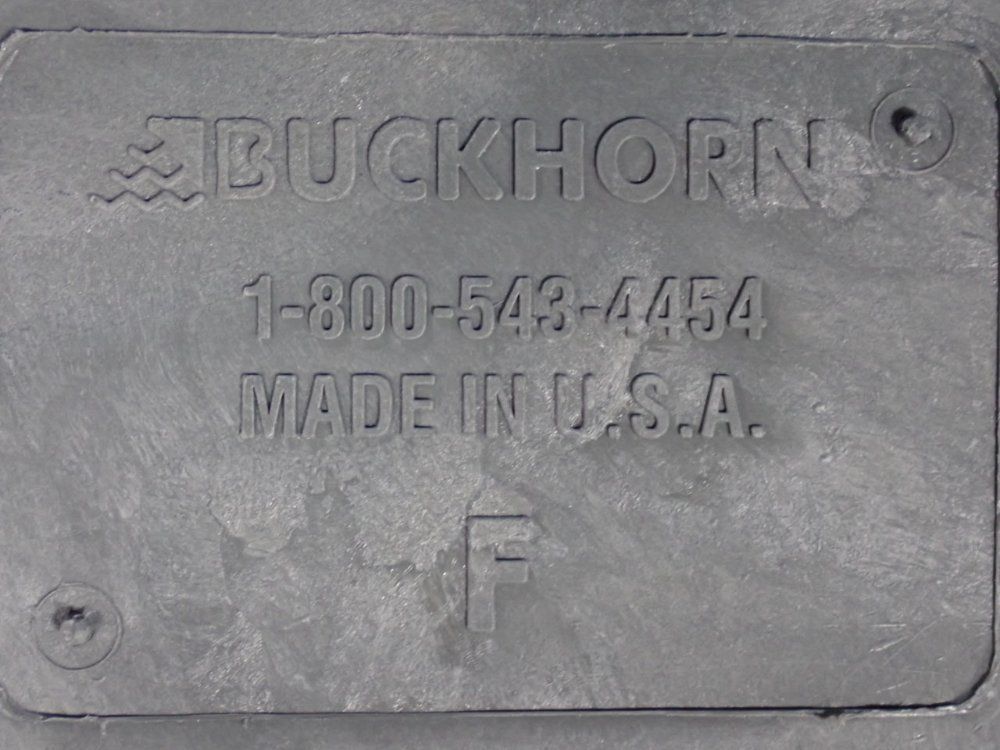 BUCKHORN
1-800-543-4454
MADE IN U.S.A.
F